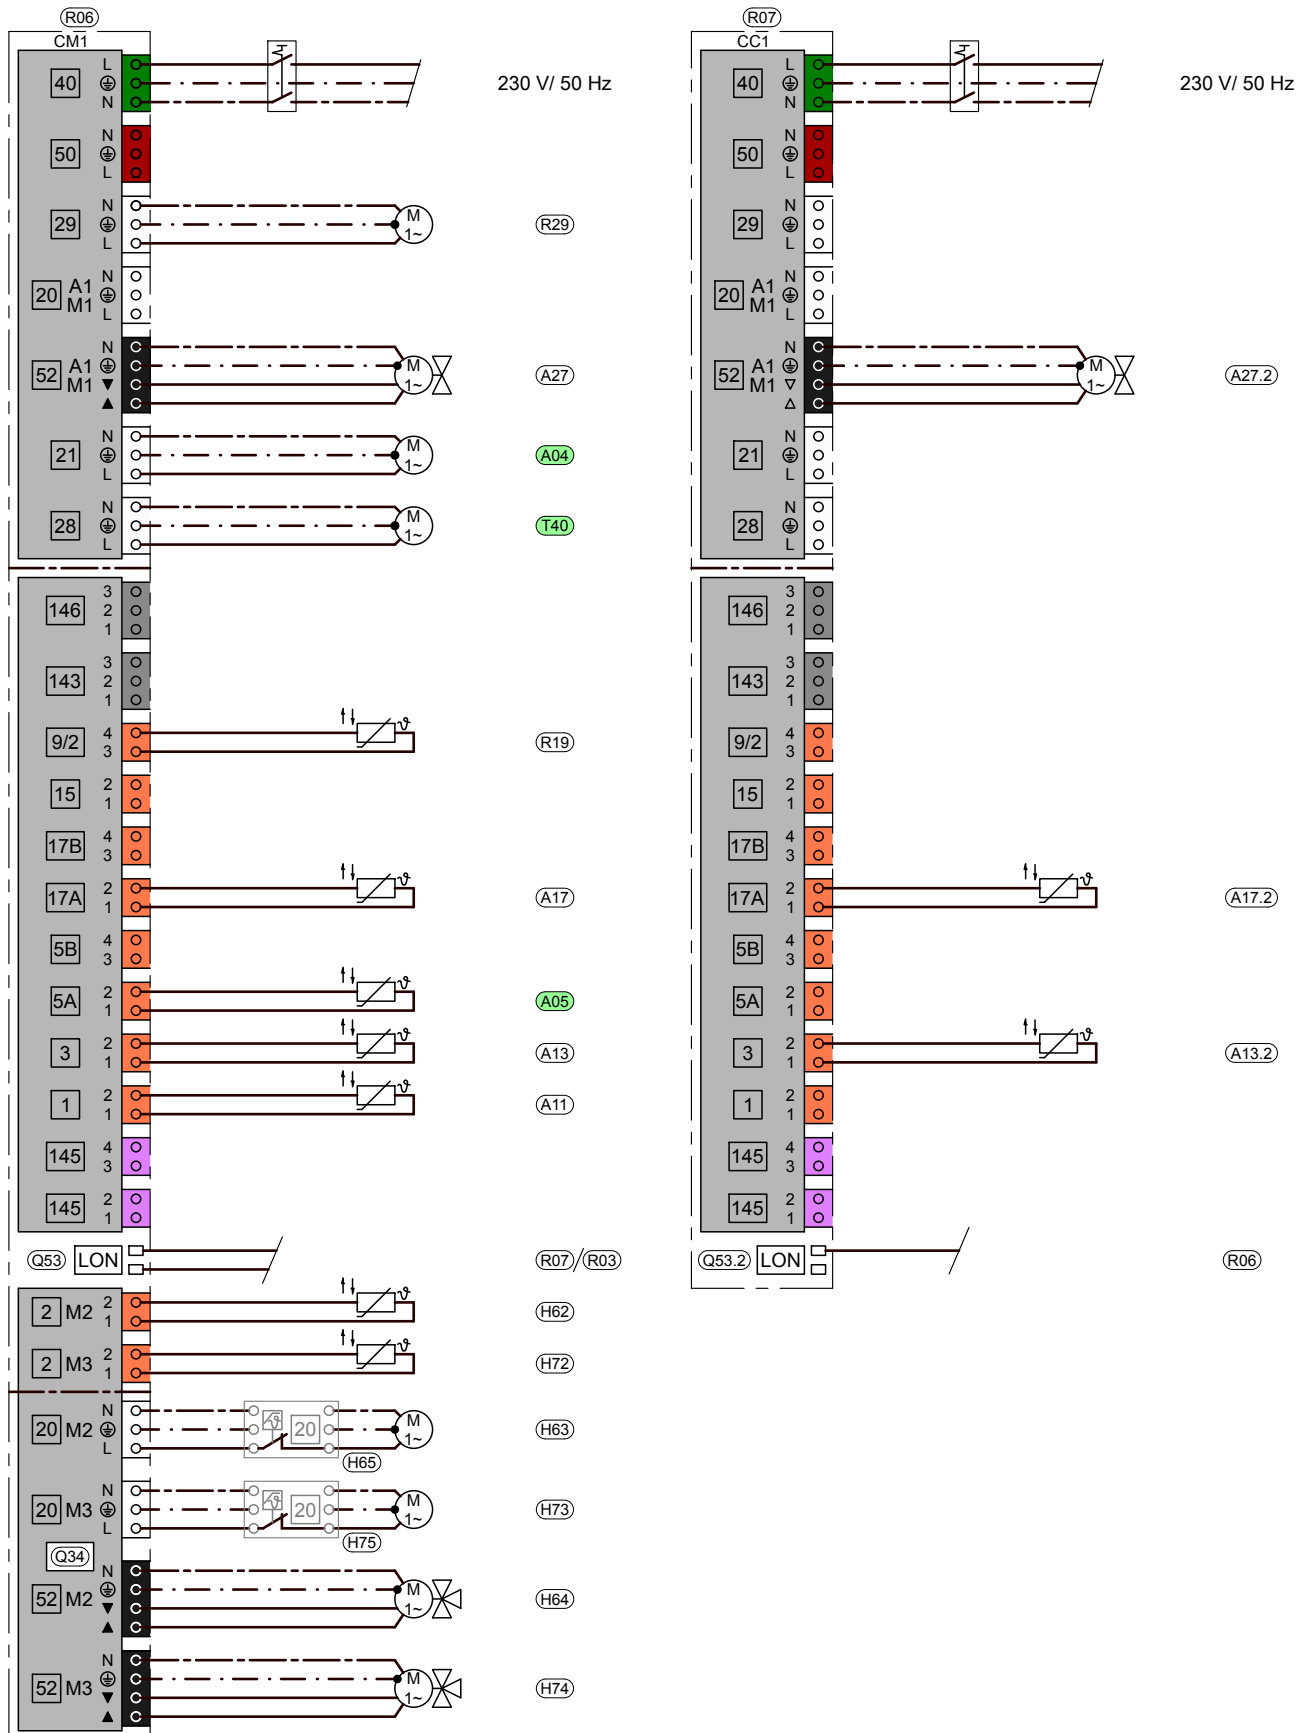 R06
CM1
L
40
N
230 V/ 50 Hz
N
50
L
N
29
L
R29
N
20 A1
M1
L
N
52 A1
M1
M
1~
A27
N
21
L
M
1~
A04
N
28
L
M
1~
T40
3
146 2
1
3
143 2
1
9/2 4
3
ϑ
R19
15 2
1
17B 4
3
17A 2
1
ϑ
A17
5B 4
3
5A 2
1
ϑ
A05
3 2
1
ϑ
A13
1 2
1
ϑ
A11
145 4
3
145 2
1
Q53 LON
R07/R03
2 M2 2
1
ϑ
H62
2 M3 2
1
ϑ
H72
N
20 M2
L
ϑ 20
H65
M
1~
H63
N
20 M3
L
ϑ 20
H75
M
1~
H73
Q34
N
52 M2
M
1~
H64
N
52 M3
M
1~
H74
R07
CC1
L
40
N
230 V/ 50 Hz
N
50
L
N
29
L
N
20 A1
M1
L
N
52 A1
M1
M
1~
A27.2
N
21
L
N
28
L
3
146 2
1
3
143 2
1
9/2 4
3
15 2
1
17B 4
3
17A 2
1
ϑ
A17.2
5B 4
3
5A 2
1
3 2
1
ϑ
A13.2
1 2
1
145 4
3
145 2
1
Q53.2 LON
R06